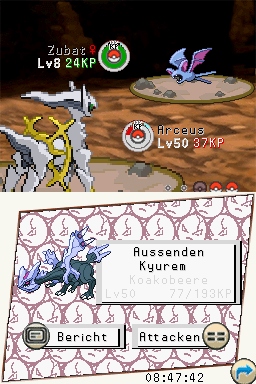 Zubat♀
Lv8 24KP
Arceus
Lv50 37KP
Aussenden
Kyurem
Koakobeere
Lv50 77/193KP
Bericht
Attacken
08:47:42